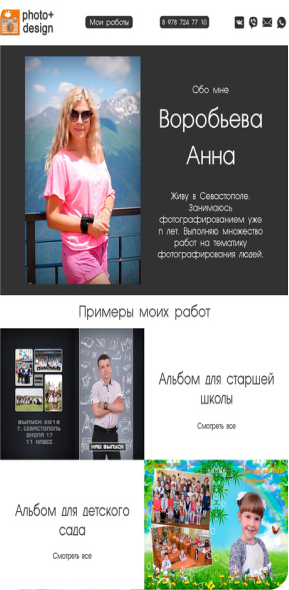 photo+
design
Мои работы
8 978 724 77 10
Обо мне
Воробьева
Анна
Живу в Севастополе.
Занимаюсь
фотографированием уже
n лет. Выполняю множество
работ на тематику
фотографирования людей.
Примеры моих работ
ВЫПУСК 2018
Г. СЕВАСТОПОЛЬ
ШКОЛА 17
11 КЛАСС
НАШ ВЫПУСК
Альбом для старшей
школы
Смотреть все
Альбом для детского
сада
Смотреть все